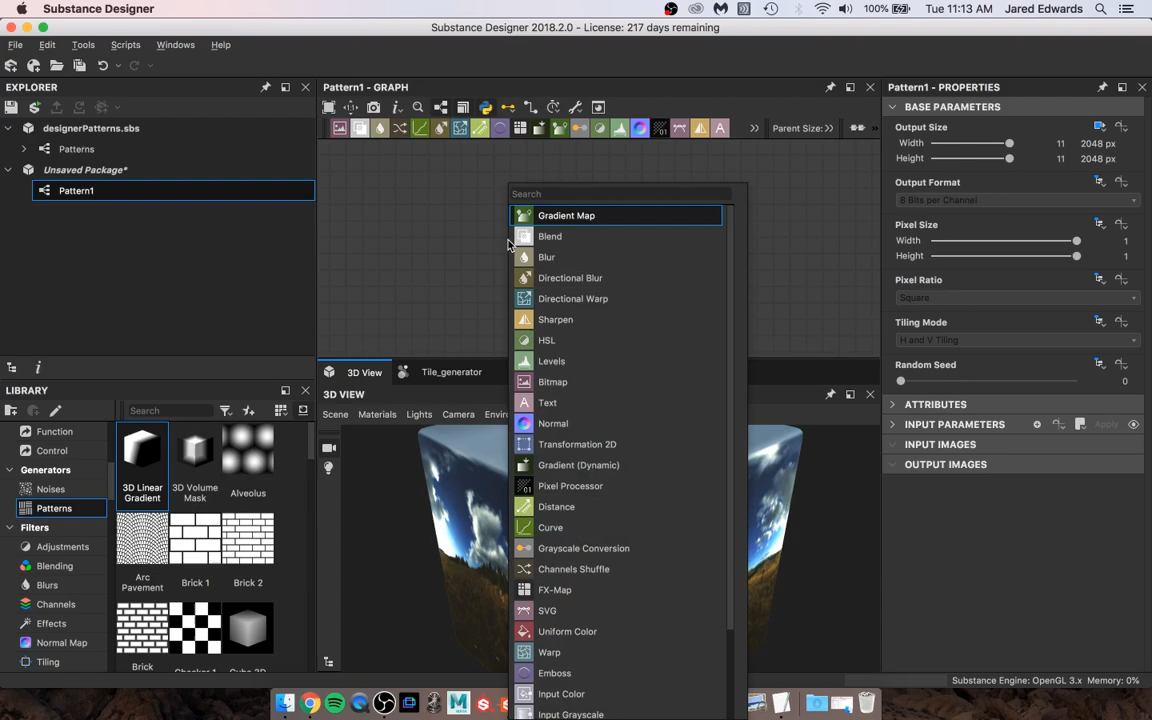 Substance Designer
100%
Tue 11:13 AM
Jared Edwards
Substance Designer 2018.2.0 - License: 217 days remaining
File Edit Tools Scripts Windows Help
EXPLORER
designerPatterns.sbs
Patterns
Unsaved Package*
Pattern1
Pattern1 - GRAPH
Parent Size:
Search
Gradient Map
Blend
Blur
Directional Blur
Directional Warp
Sharpen
HSL
Levels
Bitmap
Text
Normal
Transformation 2D
Gradient (Dynamic)
Pixel Processor
Distance
Curve
Grayscale Conversion
Channels Shuffle
FX-Map
SVG
Uniform Color
Warp
Emboss
Input Color
Input Grayscale
3D View
Tile_generator
3D VIEW
Scene Materials Lights Camera
LIBRARY
Search
Function
Control
Generators
Noises
Patterns
Filters
Adjustments
Blending
Blurs
Channels
Effects
Normal Map
Tiling
3D Linear Gradient
3D Volume Mask
Alveolus
Arc Pavement
Brick 1
Brick 2
Brick
Pattern1 - PROPERTIES
BASE PARAMETERS
Output Size
Width 11 2048 px
Height 11 2048 px
Output Format
8 Bits per Channel
Pixel Size
Width 1
Height 1
Pixel Ratio
Square
Tiling Mode
H and V Tiling
Random Seed
0
ATTRIBUTES
INPUT PARAMETERS
Apply
INPUT IMAGES
OUTPUT IMAGES
Substance Engine: OpenGL 3.x Memory: 0%